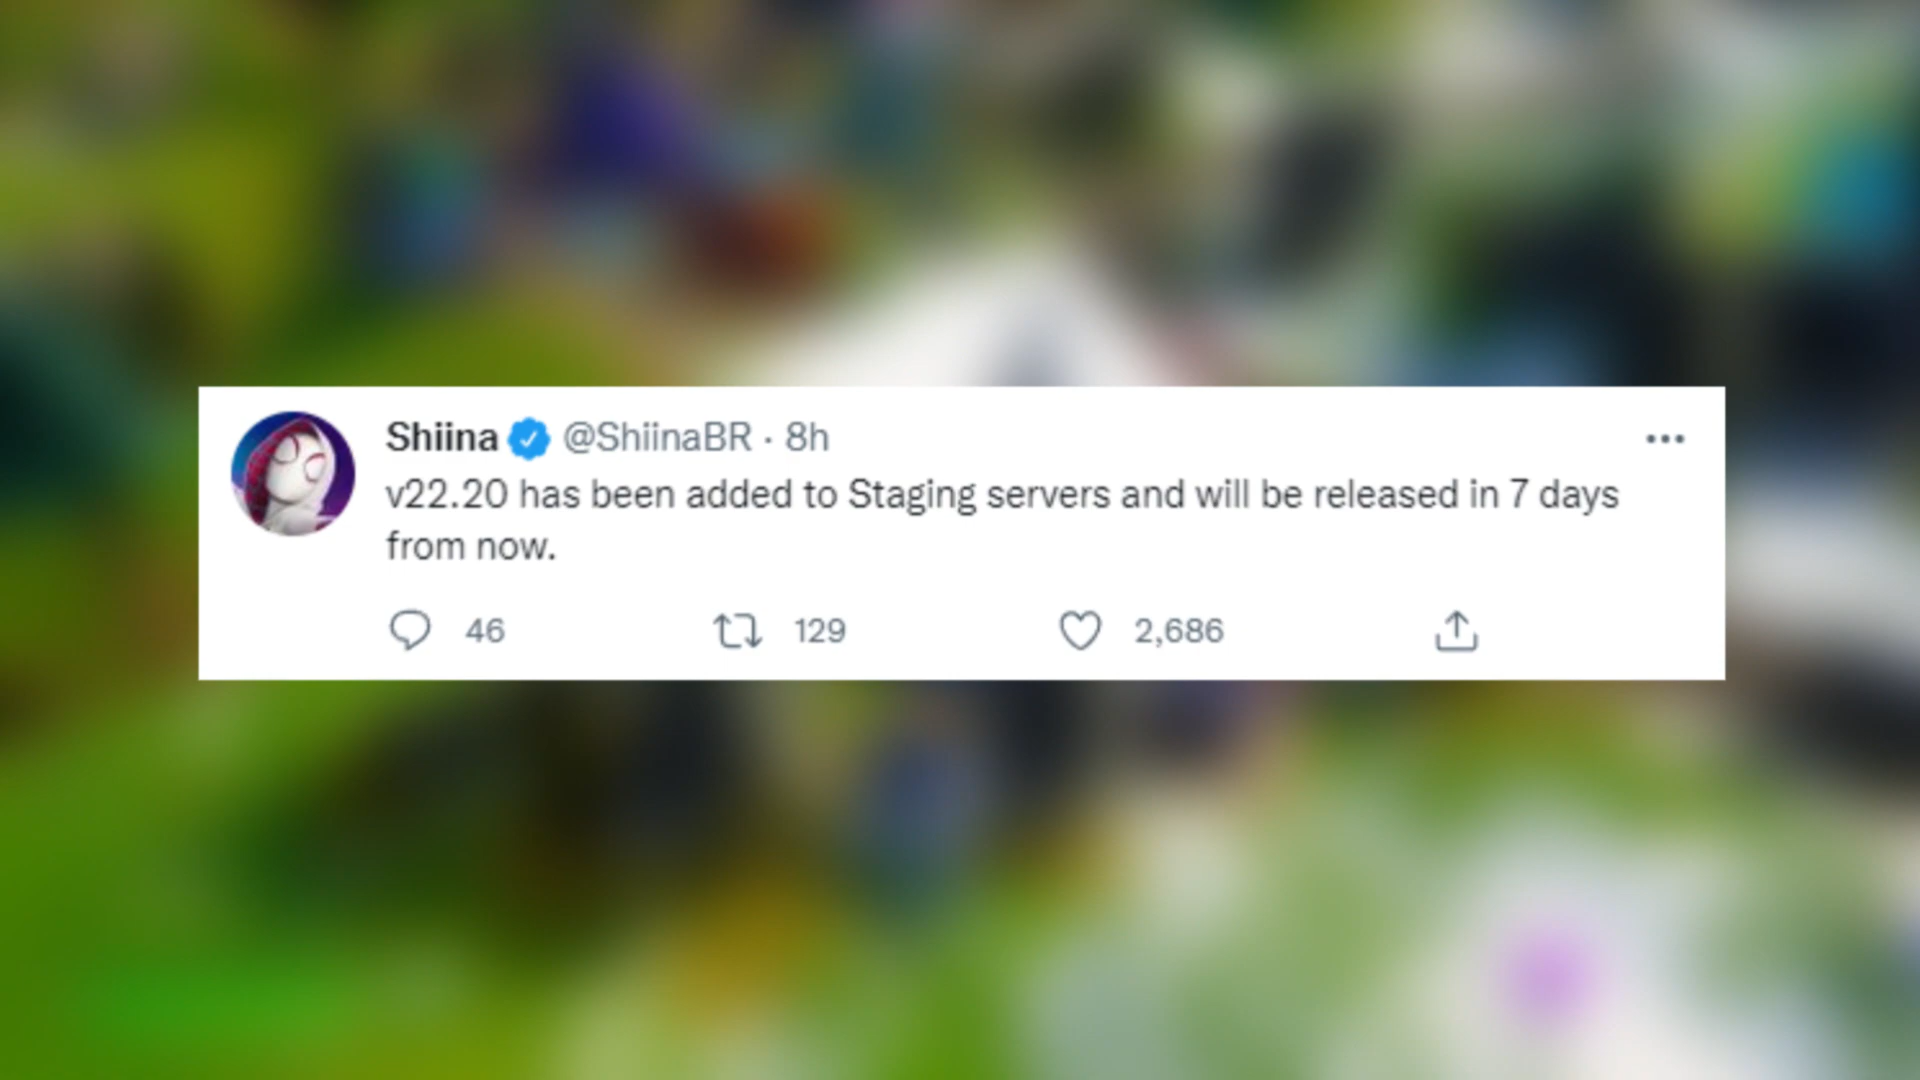 Shiina @ShiinaBR · 8h
v22.20 has been added to Staging servers and will be released in 7 days
from now.
46 129 2,686